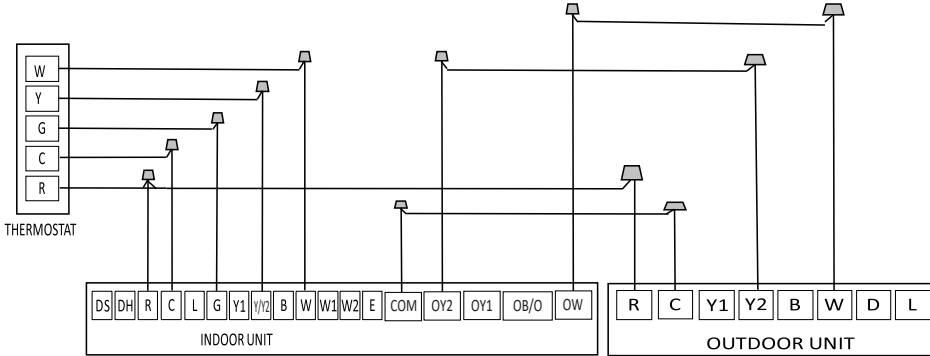 W
Y
G
C
R
THERMOSTAT
DS DH R C L G Y1 Y/Y2 B W W1 W2 E COM OY2 OY1 OB/O OW
INDOOR UNIT
R C Y1 Y2 B W D L
OUTDOOR UNIT